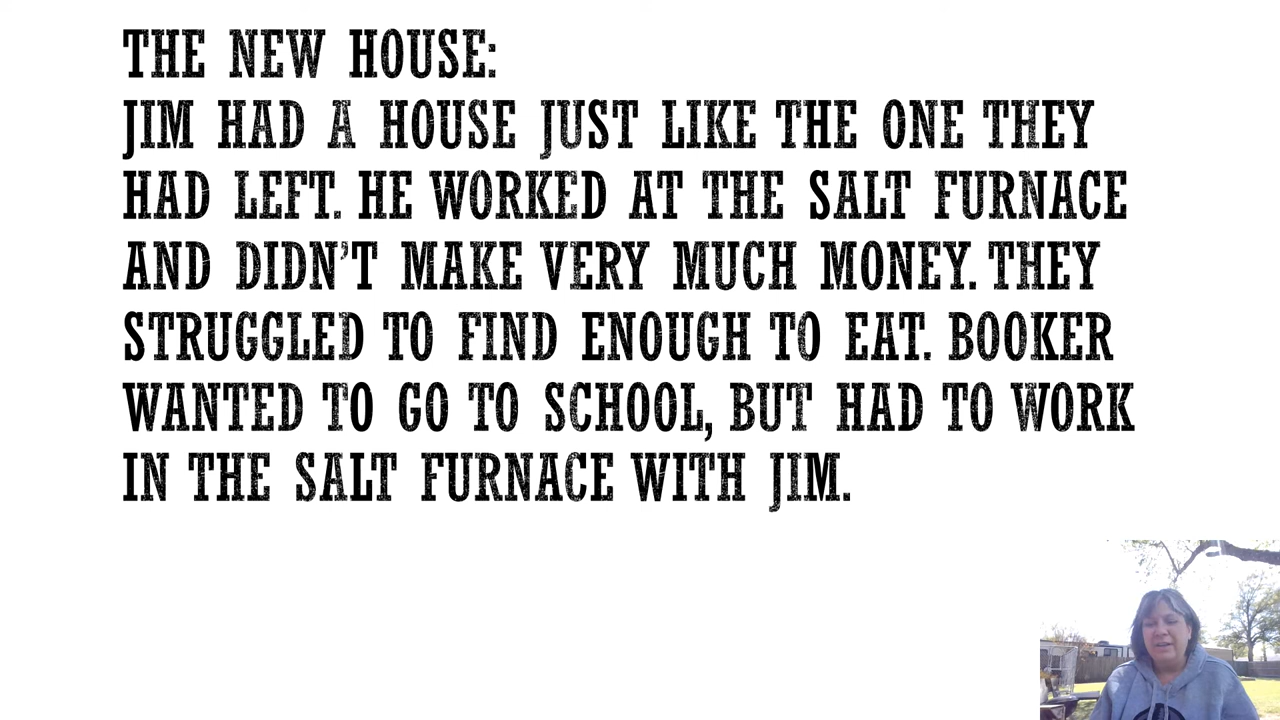 THE NEW HOUSE:
JIM HAD A HOUSE JUST LIKE THE ONE THEY
HAD LEFT. HE WORKED AT THE SALT FURNACE
AND DIDN'T MAKE VERY MUCH MONEY. THEY
STRUGGLED TO FIND ENOUGH TO EAT. BOOKER
WANTED TO GO TO SCHOOL, BUT HAD TO WORK
IN THE SALT FURNACE WITH JIM.